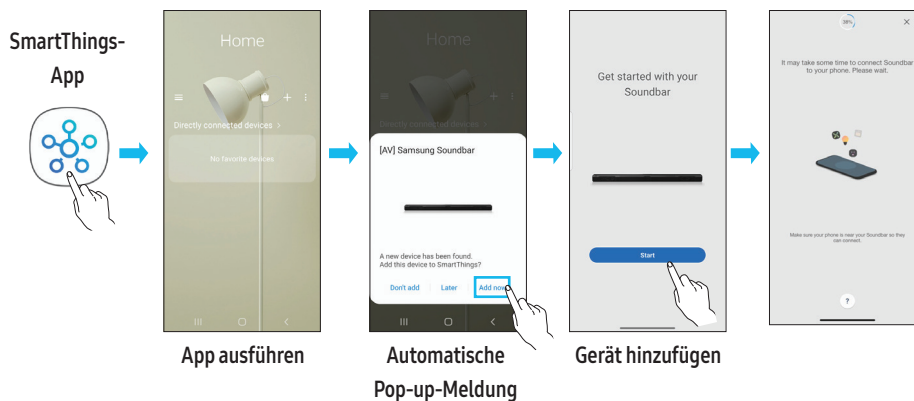 SmartThings-
App
Home
Directly connected devices >
No favorite devices
App ausführen
Home
Directly connected devices >
[AV] Samsung Soundbar
A new device has been found.
Add this device to SmartThings?
Don't add
Later
Add now
Automatische
Pop-up-Meldung
Get started with your
Soundbar
Start
Gerät hinzufügen
It may take some time to connect Soundbar
to your phone. Please wait.
Make sure your phone is near your Soundbar so they
can connect.
?